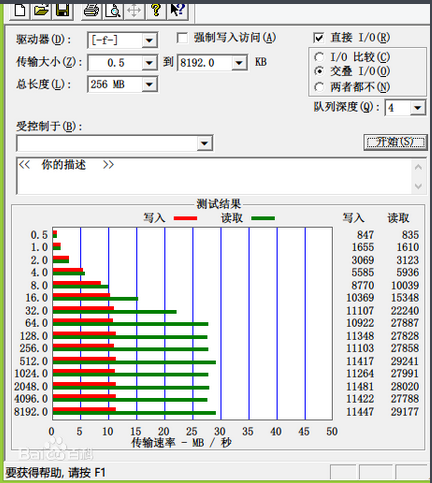 驱动器(D): [-f-] 强制写入访问(A) 直接 I/O(R)
传输大小(Z): 0.5 到 8192.0 KB I/O 比较(C)
交叠 I/O(O)
总长度(L): 256 MB 两者都不(N)
队列深度(Q): 4
受控制于(B):
开始(S)
<< 你的描述 >>
测试结果
写入 读取 写入 读取
0.5 847 835
1.0 1655 1610
2.0 3069 3123
4.0 5585 5936
8.0 8770 10039
16.0 10369 15348
32.0 11107 22240
64.0 10922 27887
128.0 11348 27828
256.0 11103 27858
512.0 11417 29241
1024.0 11264 27991
2048.0 11481 28020
4096.0 11422 27788
8192.0 11447 29177
0 5 10 15 20 25 30 35 40 45 50
传输速率 - MB / 秒
Bai百科
要获得帮助, 请按 F1